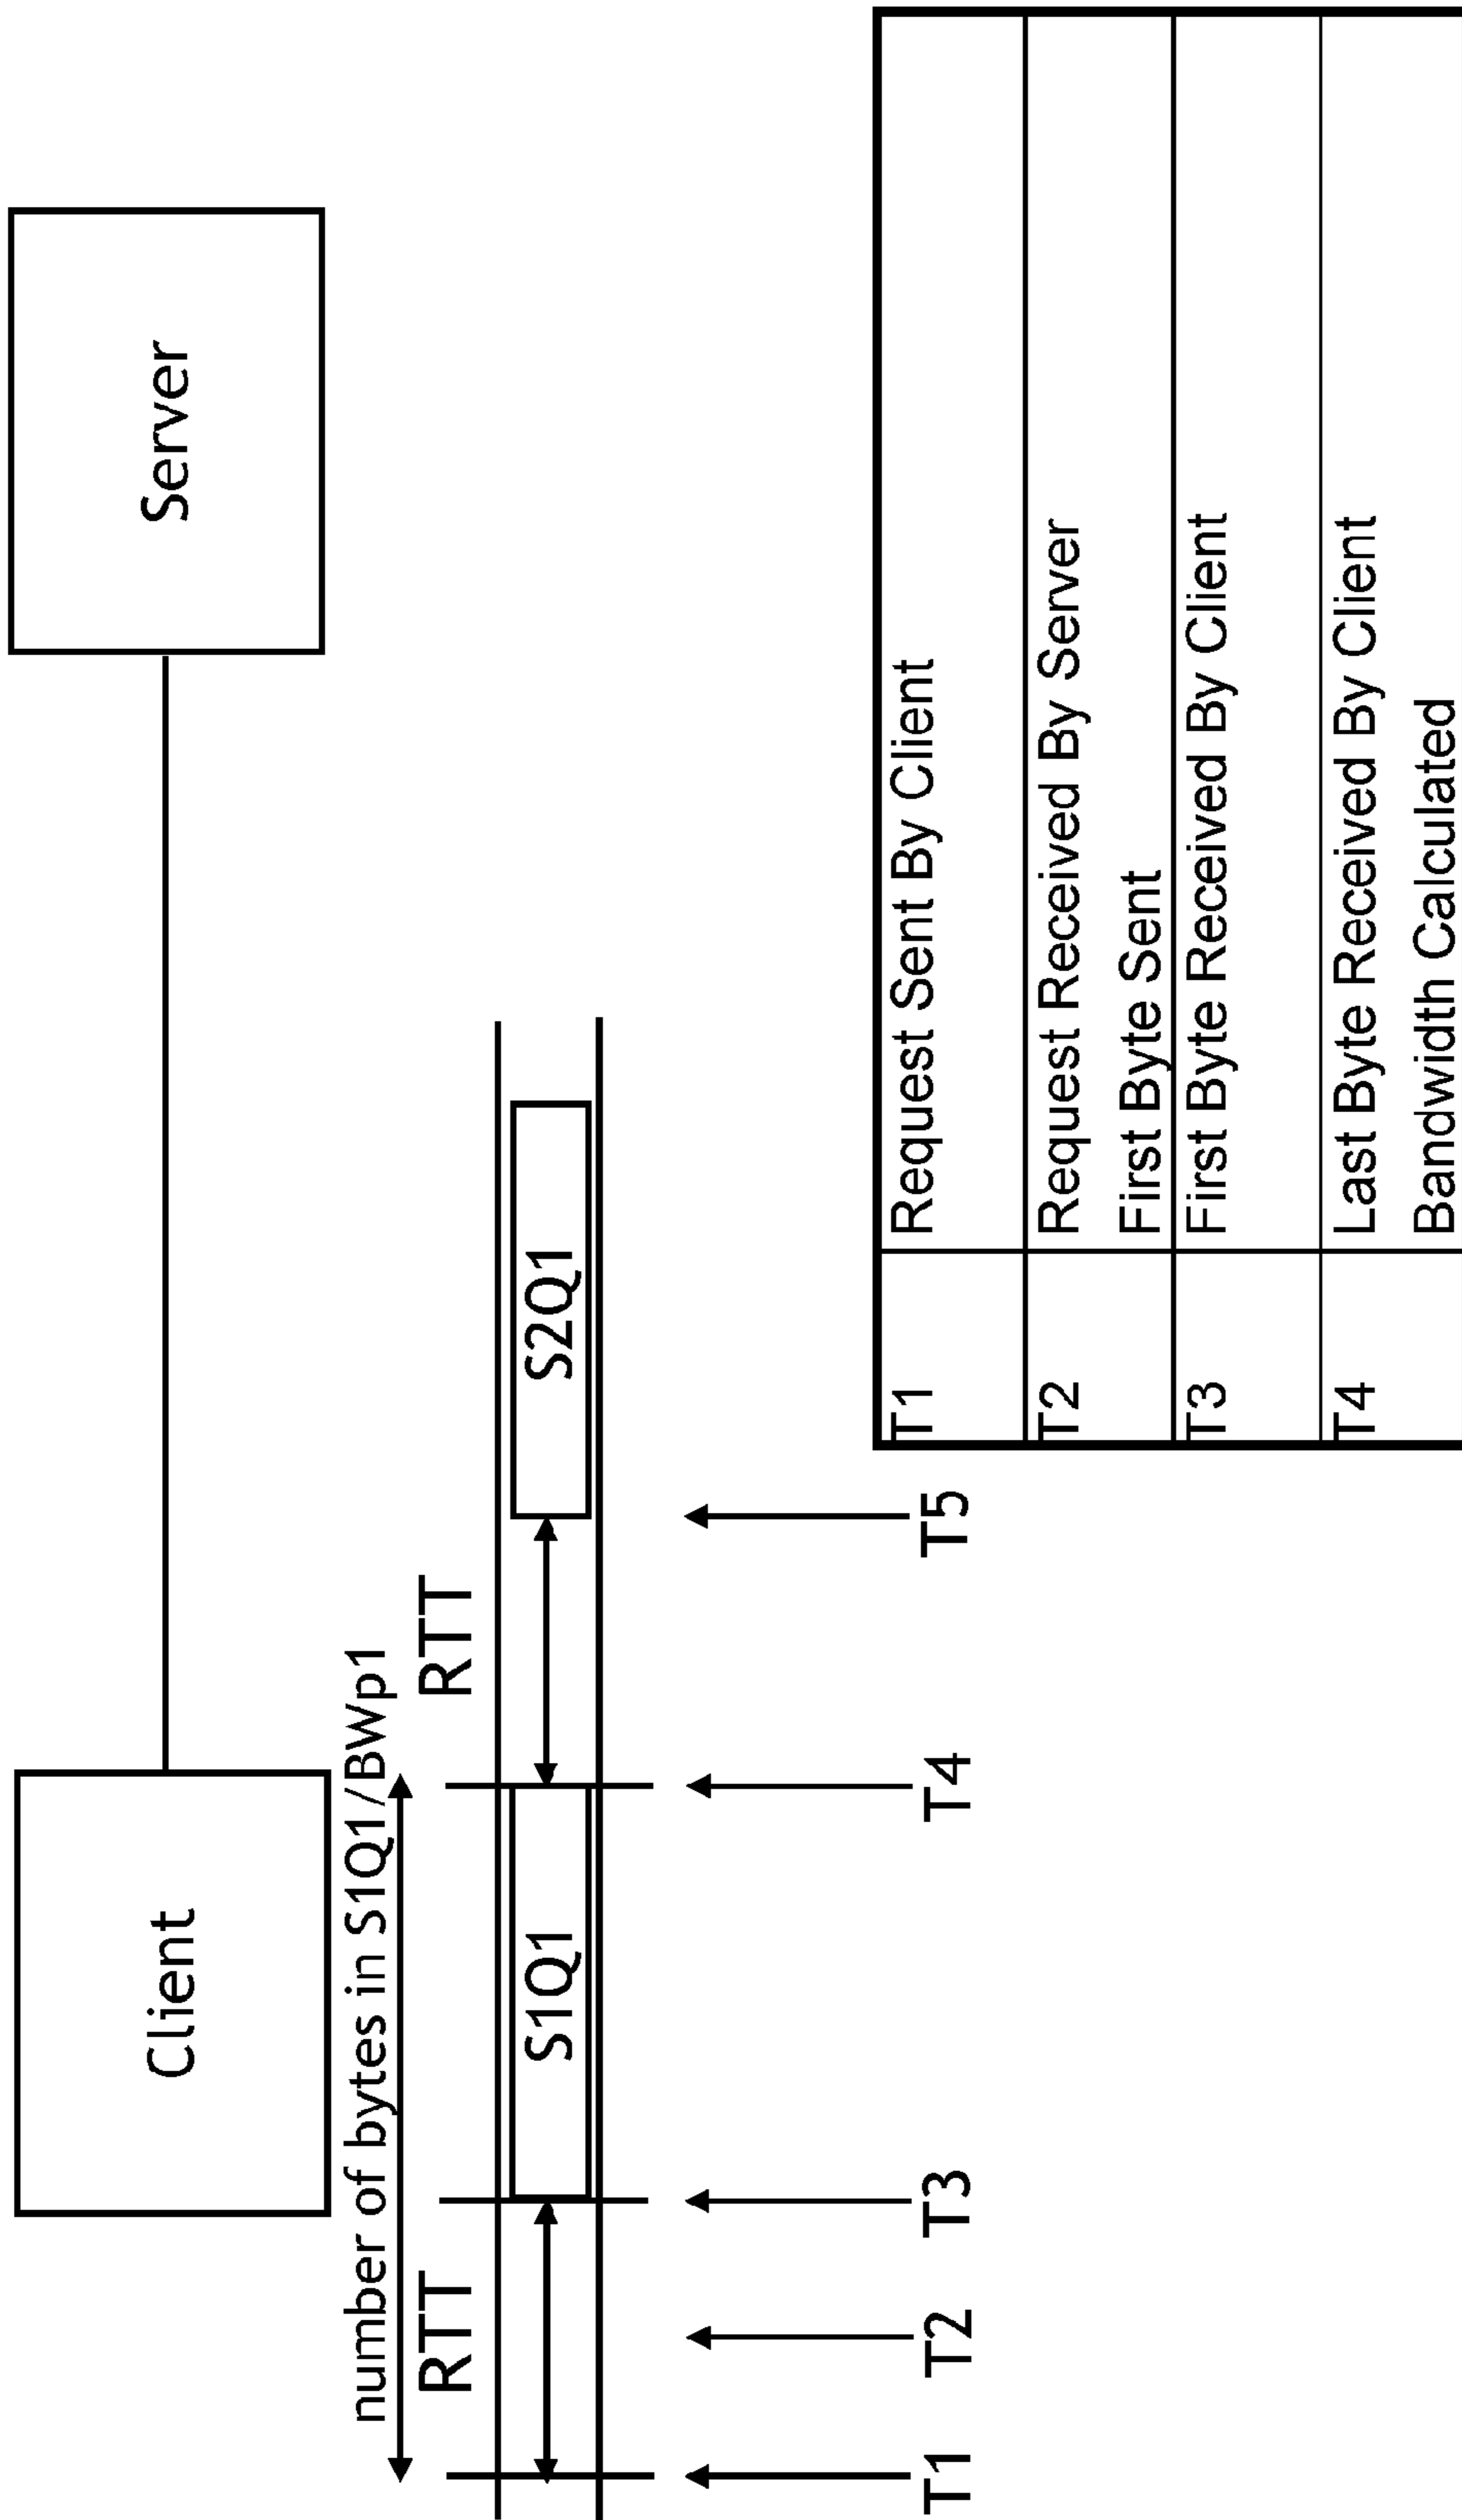 Client
Server
number of bytes in S1Q1/BWp1
RTT
RTT
S1Q1
S2Q1
T1
T2
T3
T4
T5
T1
Request Sent By Client
T2
Request Received By Server
First Byte Sent
T3
First Byte Received By Client
T4
Last Byte Received By Client
Bandwidth Calculated